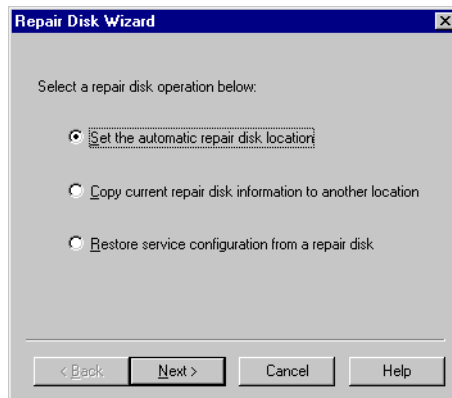 Repair Disk Wizard
Select a repair disk operation below:
Set the automatic repair disk location
Copy current repair disk information to another location
Restore service configuration from a repair disk
< Back Next > Cancel Help